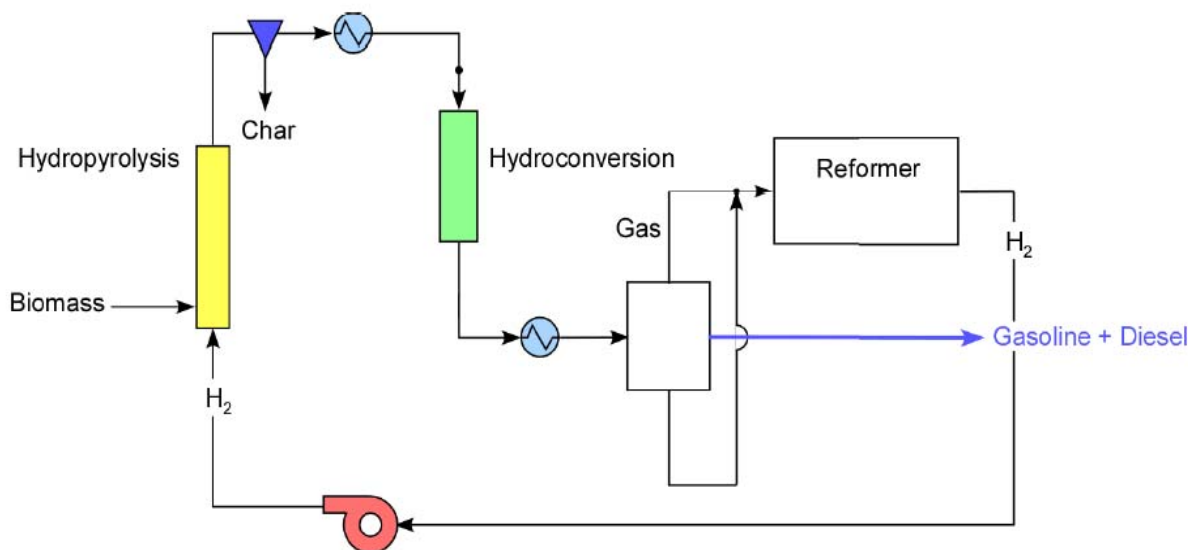 Char
Hydropyrolysis
Hydroconversion
Reformer
Gas
H₂
Biomass
Gasoline + Diesel
H₂